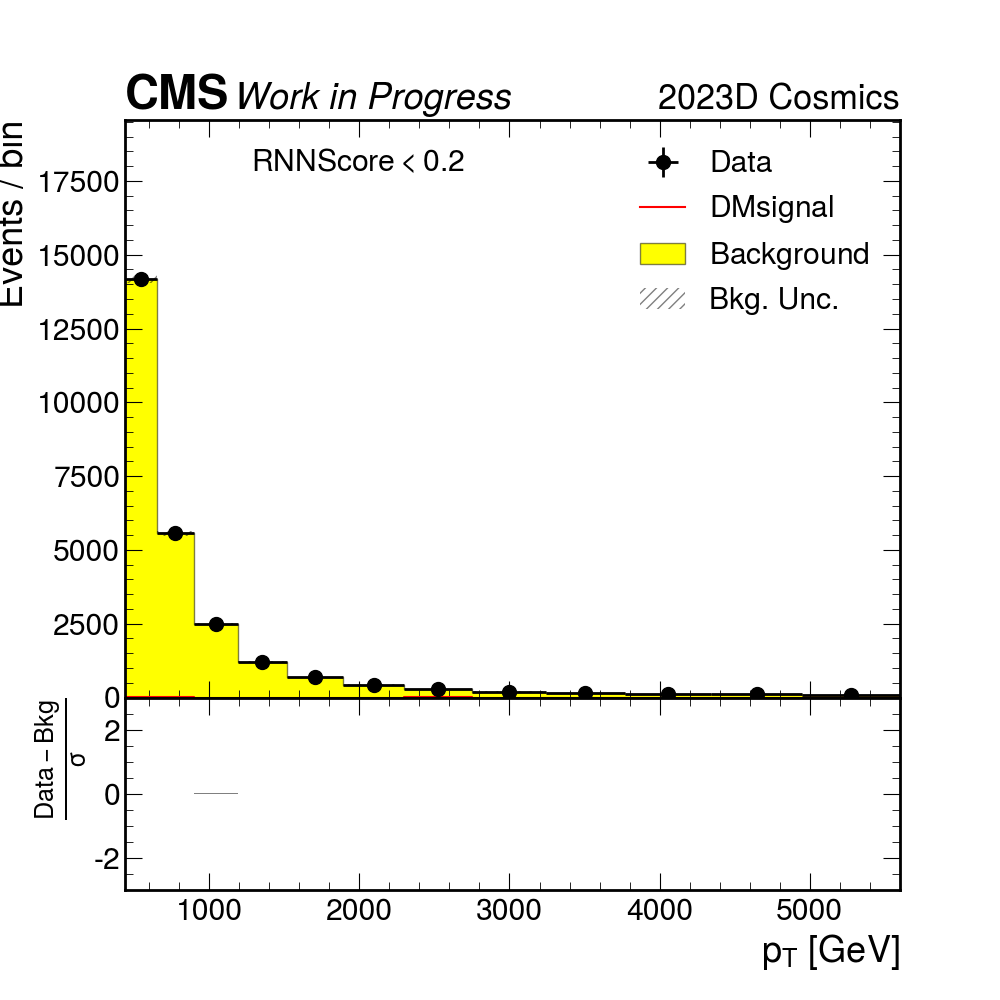 CMS Work in Progress
2023D Cosmics
Events / bin
RNNScore < 0.2
Data
DMsignal
Background
Bkg. Unc.
17500
15000
12500
10000
7500
5000
2500
0
Data − Bkg
σ
2
0
-2
1000 2000 3000 4000 5000
pT [GeV]